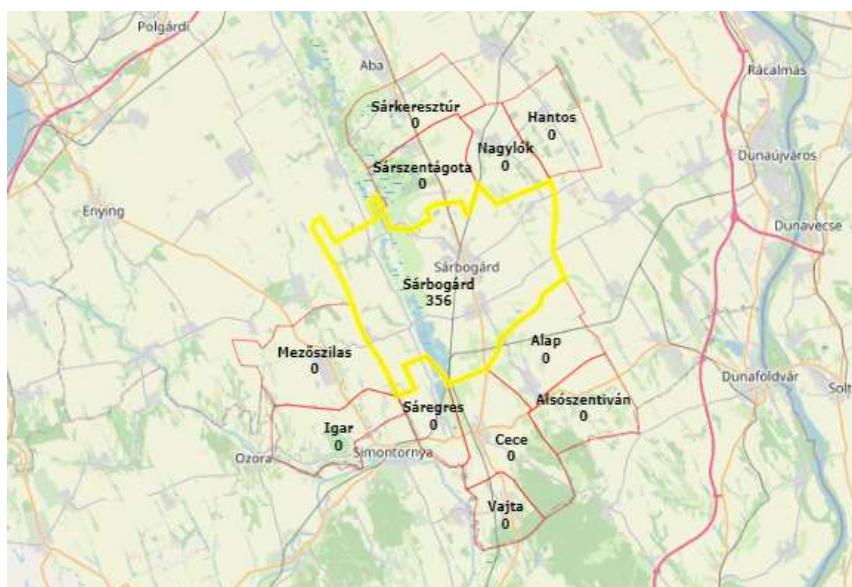 Polgárdi
Aba
Rácalmás
Sárkeresztúr
0
Hantos
0
Nagylók
0
Dunaújváros
Sárszentágota
0
Enying
Dunavecse
Sárbogárd
Sárbogárd
356
Alap
0
Mezőszilas
0
Dunaföldvár
Solt
Alsószentiván
0
Sáregres
0
Igar
0
Cece
0
Ozora
Simontornya
Vajta
0